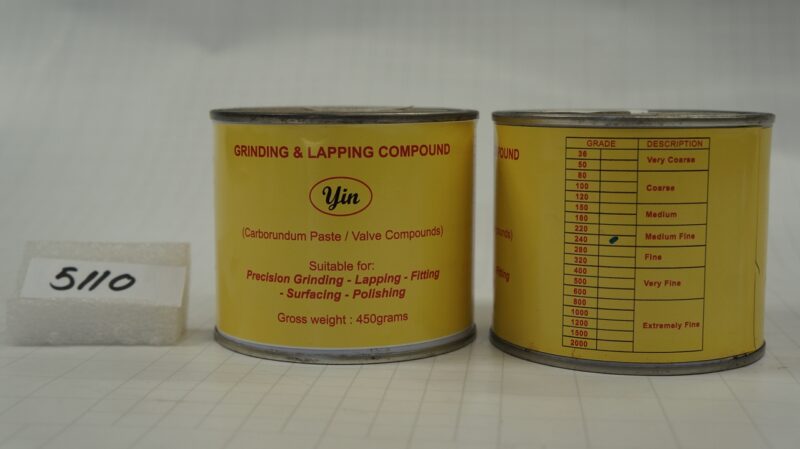 5110
GRINDING & LAPPING COMPOUND
Yin
(Carborundum Paste / Valve Compounds)
Suitable for:
Precision Grinding - Lapping - Fitting
- Surfacing - Polishing
Gross weight : 450grams
POUND
ounds)
itting
GRADE DESCRIPTION
36
50
Very Coarse
80
100
120
Coarse
150
180
Medium
220
240
Medium Fine
280
320
Fine
400
500
600
Very Fine
800
1000
1200
1500
2000
Extremely Fine